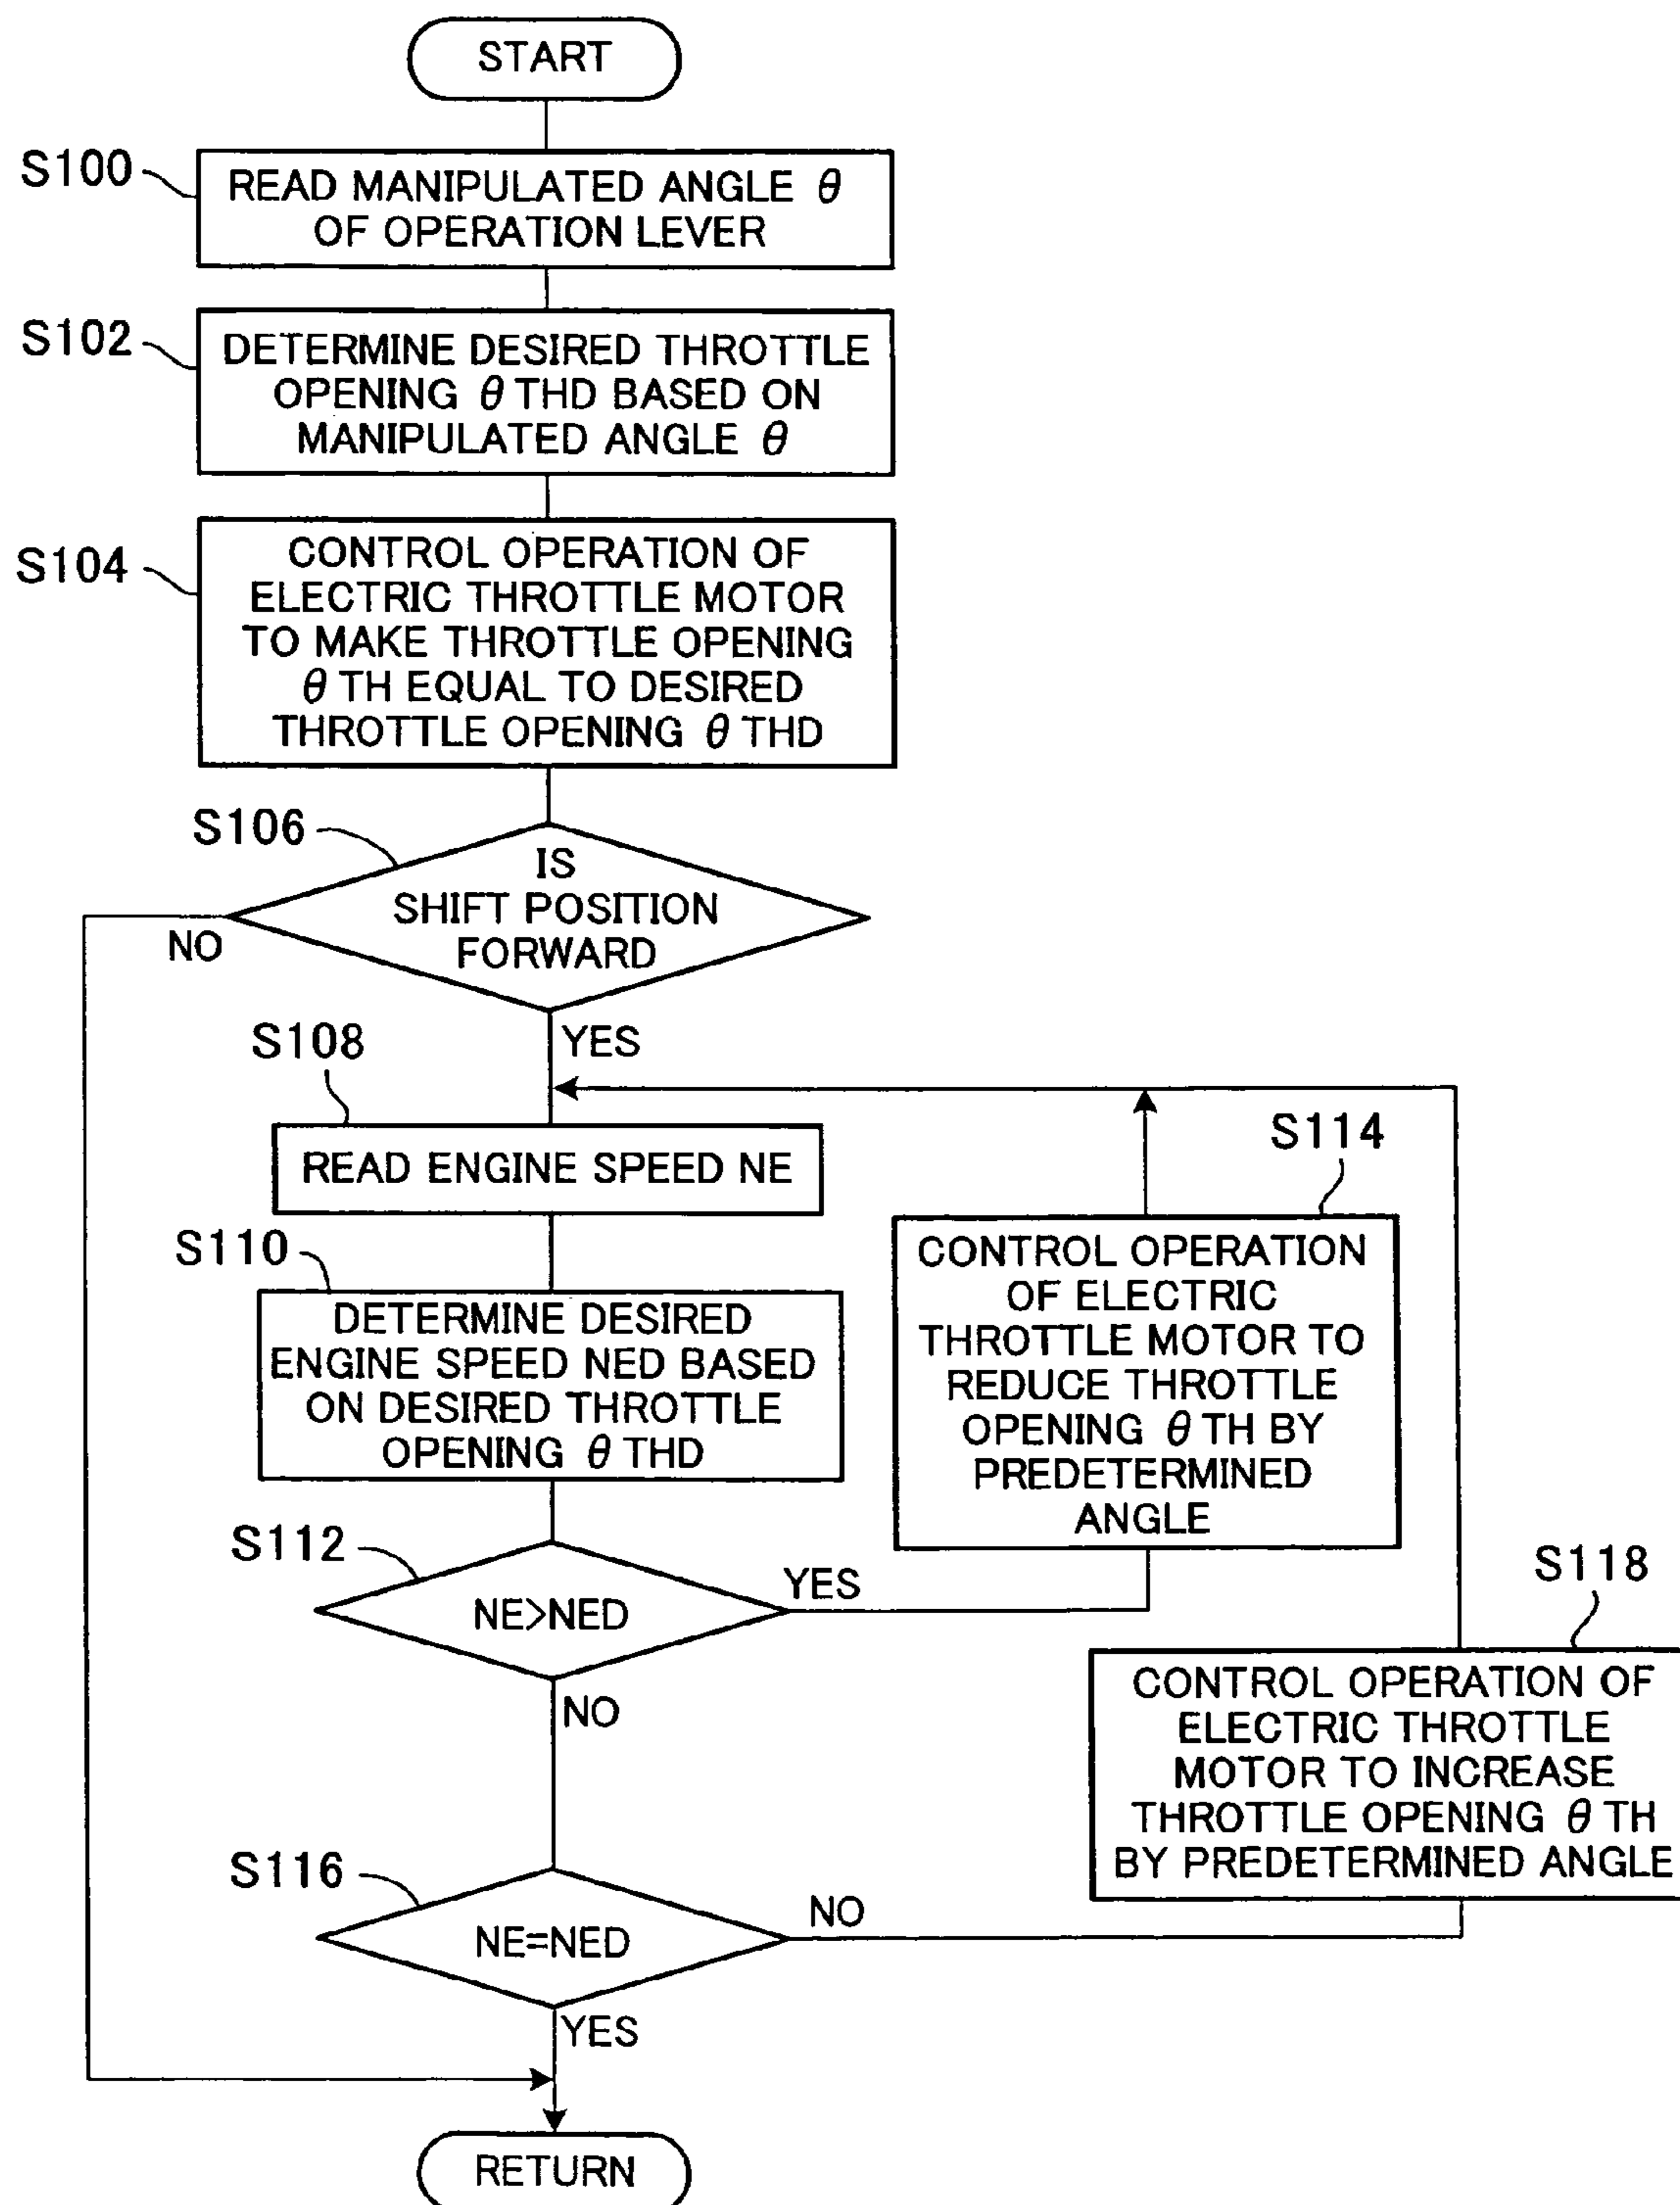 START
S100
READ MANIPULATED ANGLE θ
OF OPERATION LEVER
S102
DETERMINE DESIRED THROTTLE
OPENING θ THD BASED ON
MANIPULATED ANGLE θ
S104
CONTROL OPERATION OF
ELECTRIC THROTTLE MOTOR
TO MAKE THROTTLE OPENING
θ TH EQUAL TO DESIRED
THROTTLE OPENING θ THD
S106
IS
SHIFT POSITION
FORWARD
NO
YES
S108
READ ENGINE SPEED NE
S110
DETERMINE DESIRED
ENGINE SPEED NED BASED
ON DESIRED THROTTLE
OPENING θ THD
S112
NE>NED
YES
NO
S114
CONTROL OPERATION
OF ELECTRIC
THROTTLE MOTOR TO
REDUCE THROTTLE
OPENING θ TH BY
PREDETERMINED
ANGLE
S116
NE=NED
NO
YES
S118
CONTROL OPERATION OF
ELECTRIC THROTTLE
MOTOR TO INCREASE
THROTTLE OPENING θ TH
BY PREDETERMINED ANGLE
RETURN